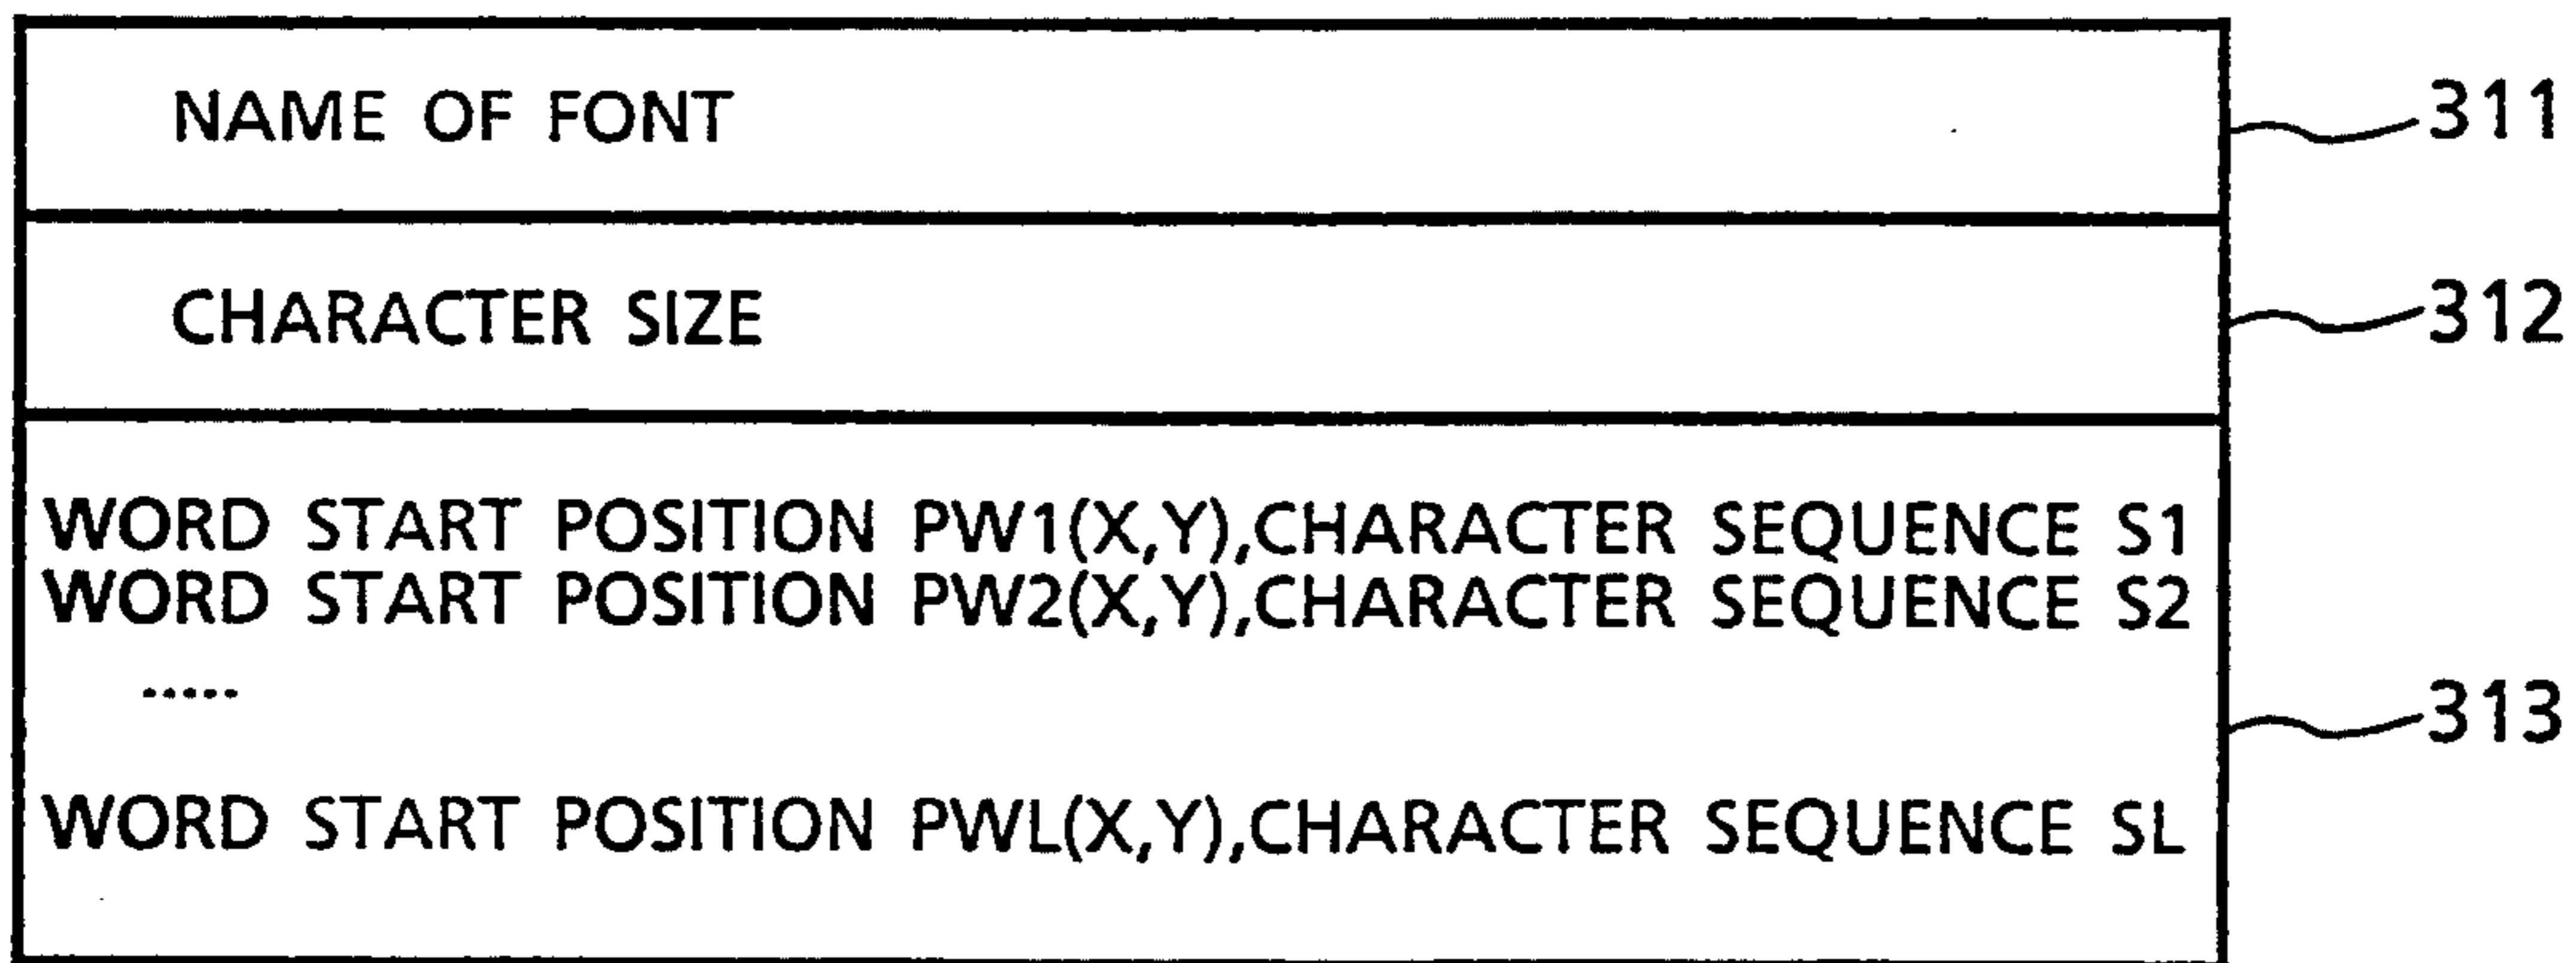 NAME OF FONT 311
CHARACTER SIZE 312
WORD START POSITION PW1(X,Y),CHARACTER SEQUENCE S1
WORD START POSITION PW2(X,Y),CHARACTER SEQUENCE S2
.....
313
WORD START POSITION PWL(X,Y),CHARACTER SEQUENCE SL